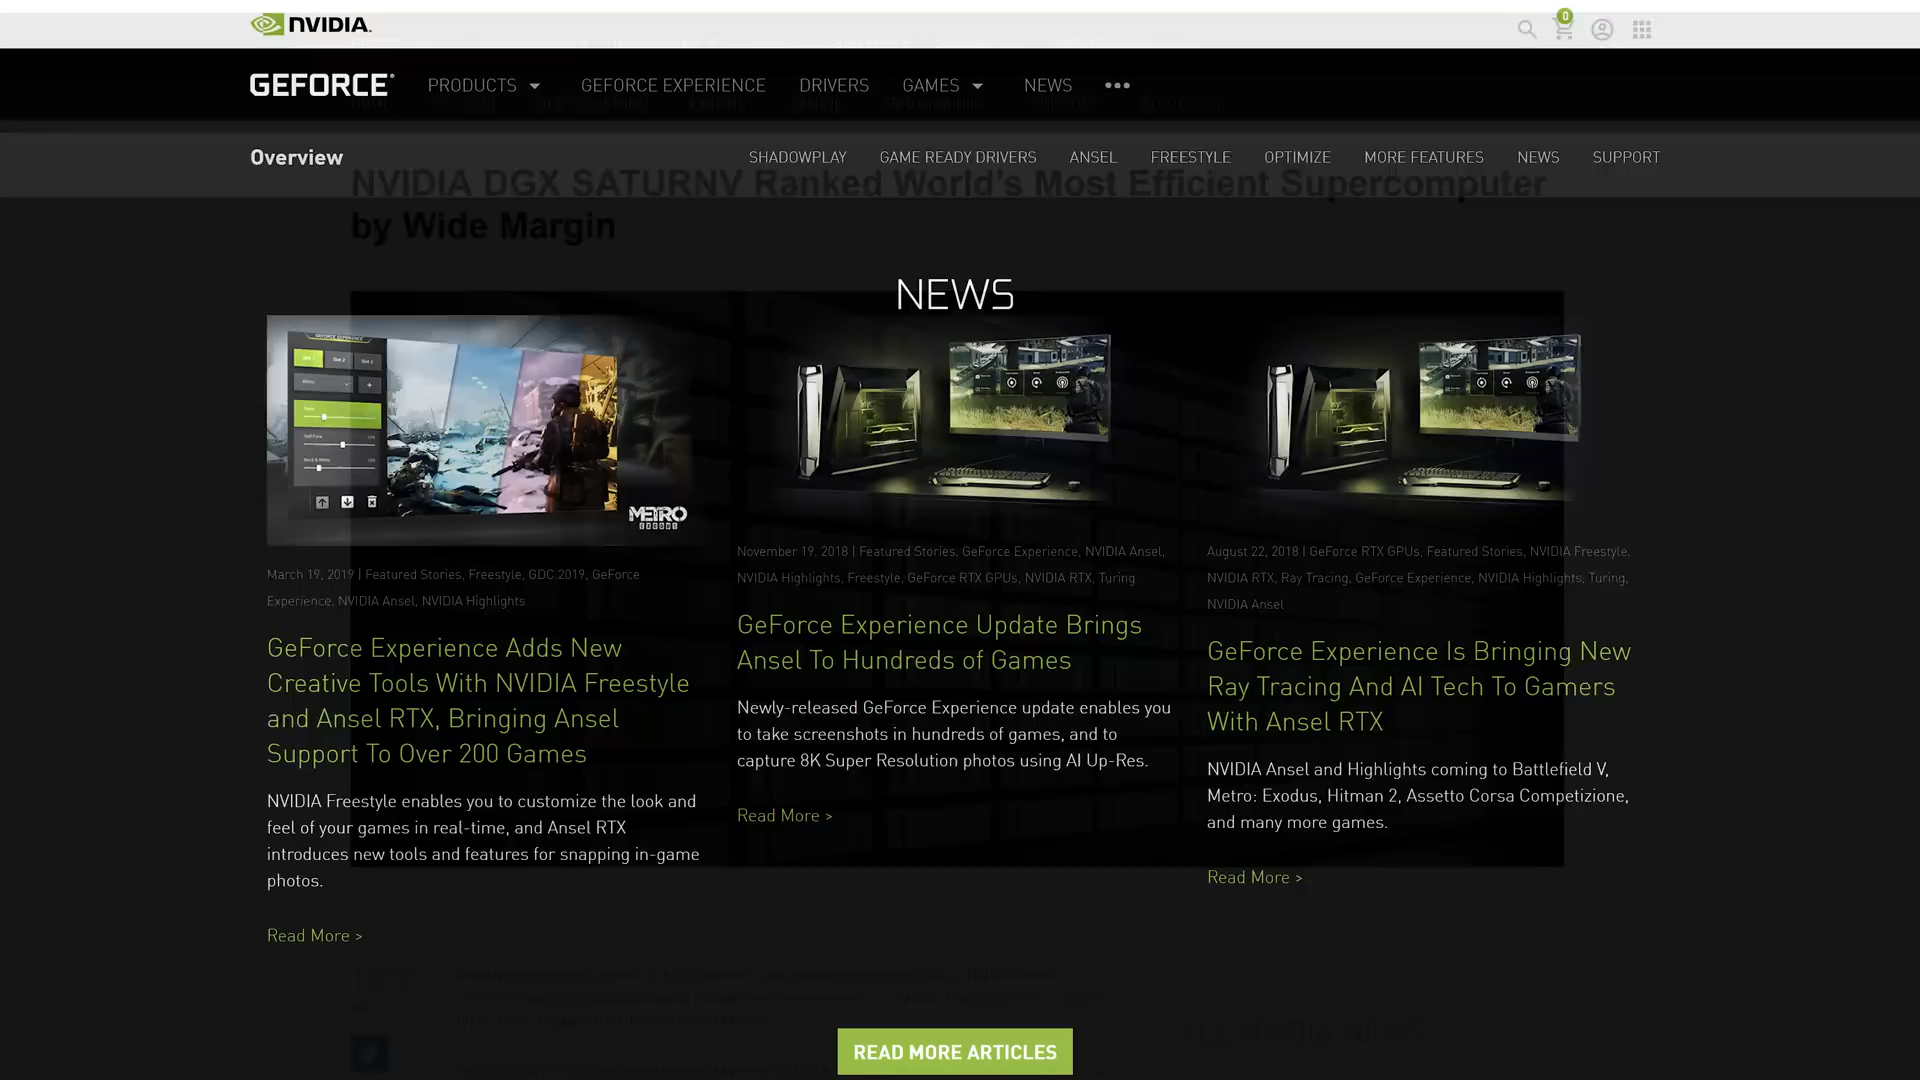 NVIDIA.
0
GEFORCE
PRODUCTS
GEFORCE EXPERIENCE
DRIVERS
GAMES
NEWS
Overview
SHADOWPLAY
GAME READY DRIVERS
ANSEL
FREESTYLE
OPTIMIZE
MORE FEATURES
NEWS
SUPPORT
NVIDIA DGX SATURNV Ranked World's Most Efficient Supercomputer
by Wide Margin
NEWS
GEFORCE EXPERIENCE
Slot 2
METRO
EXODUS
March 19, 2019 | Featured Stories, Freestyle, GDC 2019, GeForce
Experience, NVIDIA Ansel, NVIDIA Highlights
GeForce Experience Adds New
Creative Tools With NVIDIA Freestyle
and Ansel RTX, Bringing Ansel
Support To Over 200 Games
NVIDIA Freestyle enables you to customize the look and
feel of your games in real-time, and Ansel RTX
introduces new tools and features for snapping in-game
photos.
Read More >
November 19, 2018 | Featured Stories, GeForce Experience, NVIDIA Ansel,
NVIDIA Highlights, Freestyle, GeForce RTX GPUs, NVIDIA RTX, Turing
GeForce Experience Update Brings
Ansel To Hundreds of Games
Newly-released GeForce Experience update enables you
to take screenshots in hundreds of games, and to
capture 8K Super Resolution photos using AI Up-Res.
Read More >
August 22, 2018 | GeForce RTX GPUs, Featured Stories, NVIDIA Freestyle,
NVIDIA RTX, Ray Tracing, GeForce Experience, NVIDIA Highlights, Turing,
NVIDIA Ansel
GeForce Experience Is Bringing New
Ray Tracing And AI Tech To Gamers
With Ansel RTX
NVIDIA Ansel and Highlights coming to Battlefield V,
Metro: Exodus, Hitman 2, Assetto Corsa Competizione,
and many more games.
Read More >
READ MORE ARTICLES